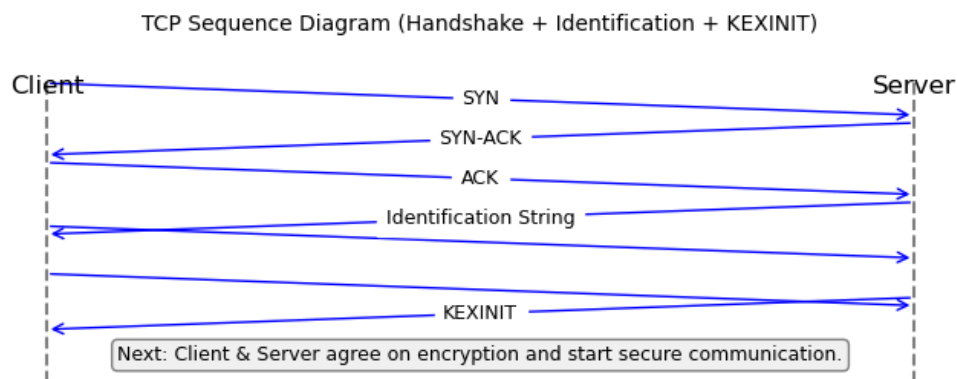 TCP Sequence Diagram (Handshake + Identification + KEXINIT)
Client
Server
SYN
SYN-ACK
ACK
Identification String
KEXINIT
Next: Client & Server agree on encryption and start secure communication.